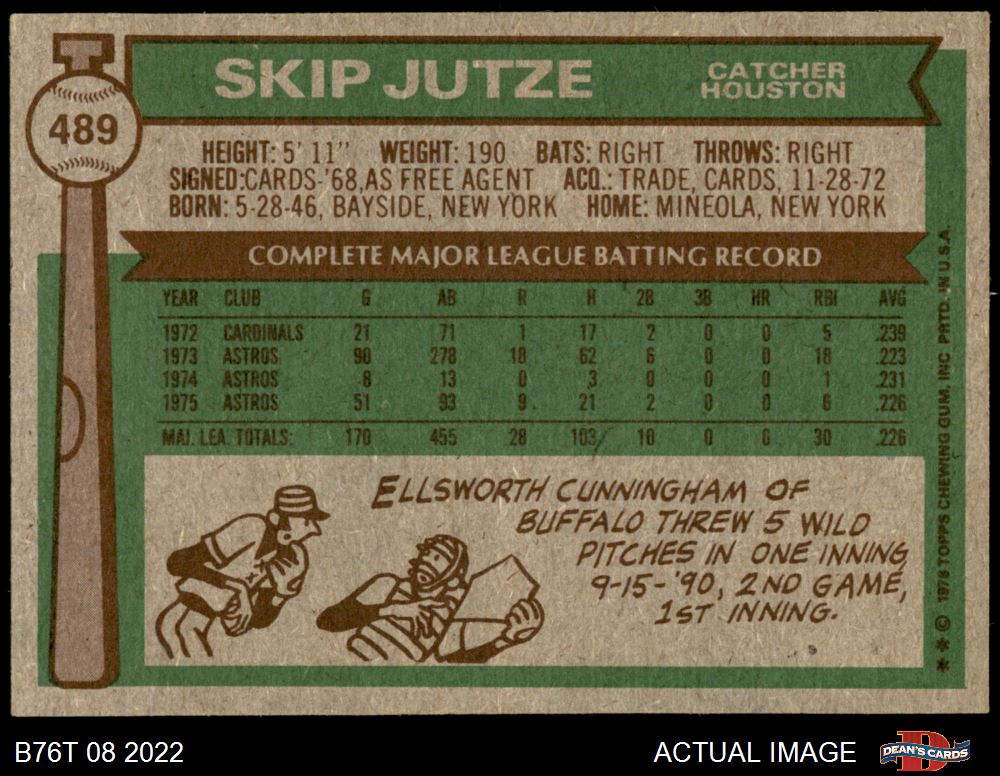 SKIP JUTZE
CATCHER
HOUSTON
489
HEIGHT: 5' 11" WEIGHT: 190 BATS: RIGHT THROWS: RIGHT
SIGNED:CARDS-'68,AS FREE AGENT ACQ.: TRADE, CARDS, 11-28-72
BORN: 5-28-46, BAYSIDE, NEW YORK HOME: MINEOLA, NEW YORK
COMPLETE MAJOR LEAGUE BATTING RECORD
YEAR CLUB G AB R H 2B 3B HR RBI AVG
1972 CARDINALS 21 71 1 17 2 0 0 5 .239
1973 ASTROS 90 278 18 62 6 0 0 18 .223
1974 ASTROS 8 13 0 3 0 0 0 1 .231
1975 ASTROS 51 93 9 21 2 0 0 6 .226
MAJ. LEA. TOTALS: 170 455 28 103 10 0 0 30 .226
ELLSWORTH CUNNINGHAM OF
BUFFALO THREW 5 WILD
PITCHES IN ONE INNING,
9-15-'90, 2ND GAME,
1ST INNING.
** © 1976 TOPPS CHEWING GUM, INC. PRTD. IN U.S.A.
B76T 08 2022
ACTUAL IMAGE
D
DEAN'S CARDS